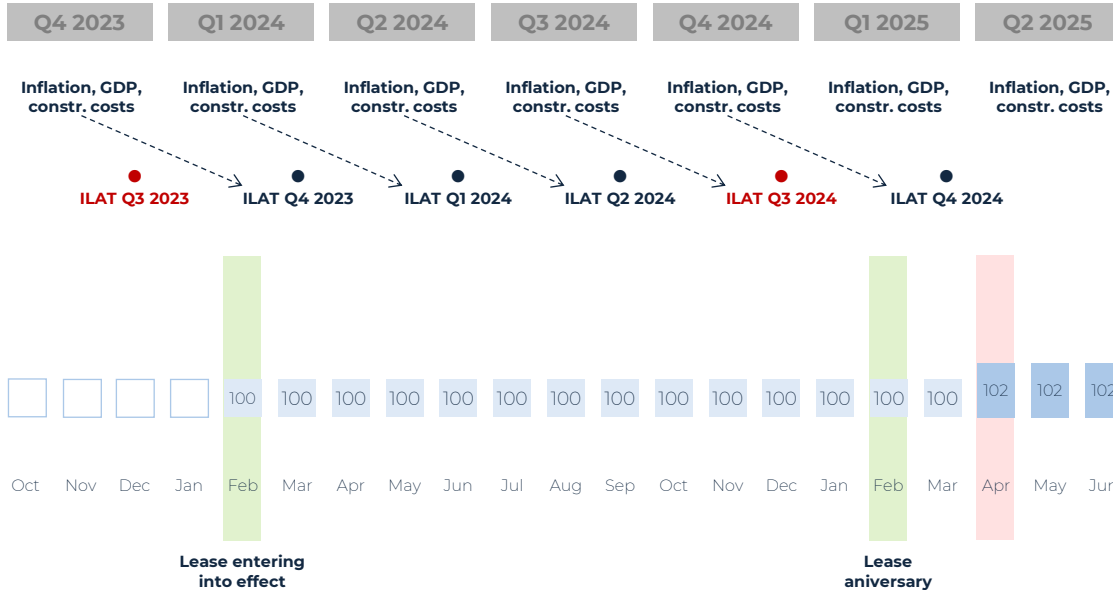 Q4 2023 Q1 2024 Q2 2024 Q3 2024 Q4 2024 Q1 2025 Q2 2025
Inflation, GDP, Inflation, GDP, Inflation, GDP, Inflation, GDP, Inflation, GDP, Inflation, GDP, Inflation, GDP,
constr. costs constr. costs constr. costs constr. costs constr. costs constr. costs constr. costs
ILAT Q3 2023 ILAT Q4 2023 ILAT Q1 2024 ILAT Q2 2024 ILAT Q3 2024 ILAT Q4 2024
100 100 100 100 100 100 100 100 100 100 100 100 100 100 102 102 102
Oct Nov Dec Jan Feb Mar Apr May Jun Jul Aug Sep Oct Nov Dec Jan Feb Mar Apr May Jun
Lease entering Lease
into effect aniversary